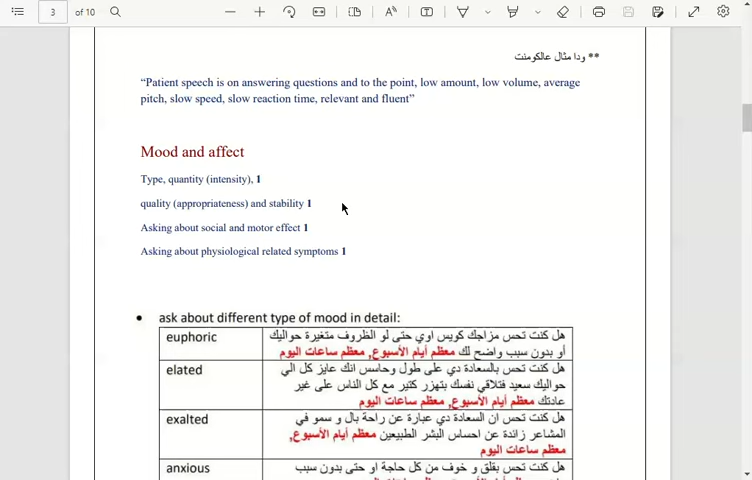 3
of 10
** ودا مثال عالكومنت
“Patient speech is on answering questions and to the point, low amount, low volume, average
pitch, slow speed, slow reaction time, relevant and fluent”
Mood and affect
Type, quantity (intensity), 1
quality (appropriateness) and stability 1
Asking about social and motor effect 1
Asking about physiological related symptoms 1
• ask about different type of mood in detail:
euphoric
هل كنت تحس مزاجك كويس اوي حتى لو الظروف متغيرة حواليك
أو بدون سبب واضح لك معظم أيام الأسبوع, معظم ساعات اليوم
elated
هل كنت تحس بالسعادة دي على طول وحاسس انك عايز كل الي
حواليك سعيد فتلاقي نفسك بتهزر كتير مع كل الناس على غير
عادتك معظم أيام الأسبوع, معظم ساعات اليوم
exalted
هل كنت تحس ان السعادة دي عبارة عن راحة بال و سمو في
المشاعر زائدة عن احساس البشر الطبيعين معظم أيام الأسبوع,
معظم ساعات اليوم
anxious
هل كنت تحس بقلق و خوف من كل حاجة او حتى بدون سبب